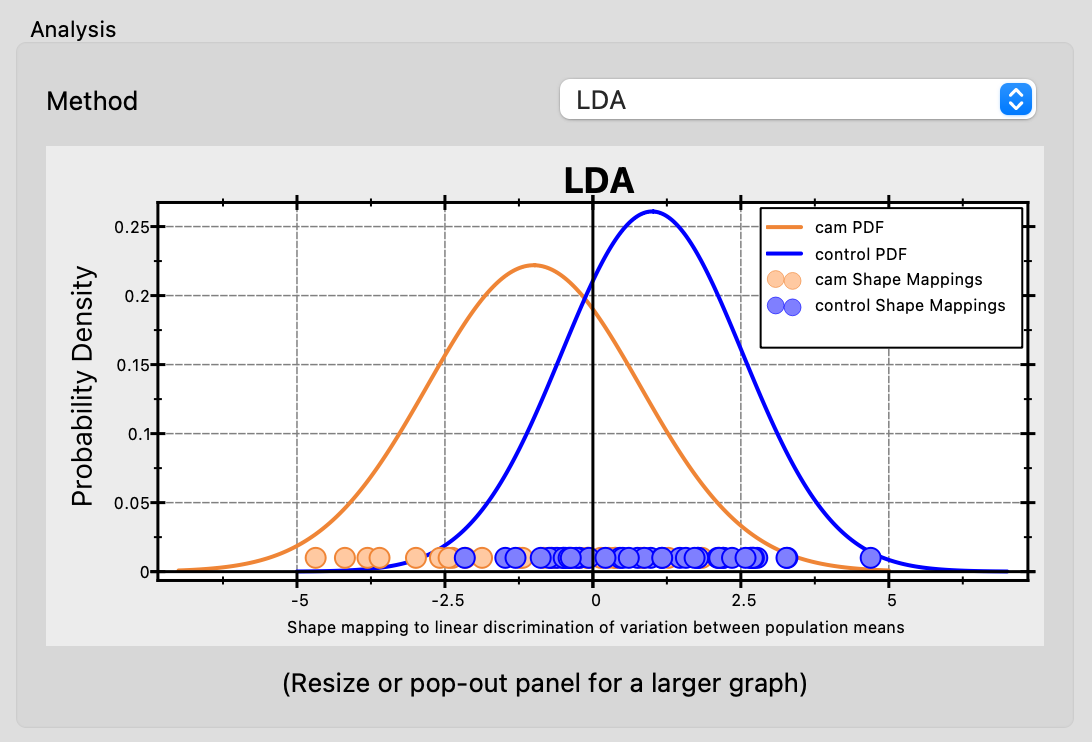 Analysis
Method
LDA
LDA
cam PDF
control PDF
cam Shape Mappings
control Shape Mappings
Probability Density
0.25
0.2
0.15
0.1
0.05
0
-5
-2.5
0
2.5
5
Shape mapping to linear discrimination of variation between population means
(Resize or pop-out panel for a larger graph)